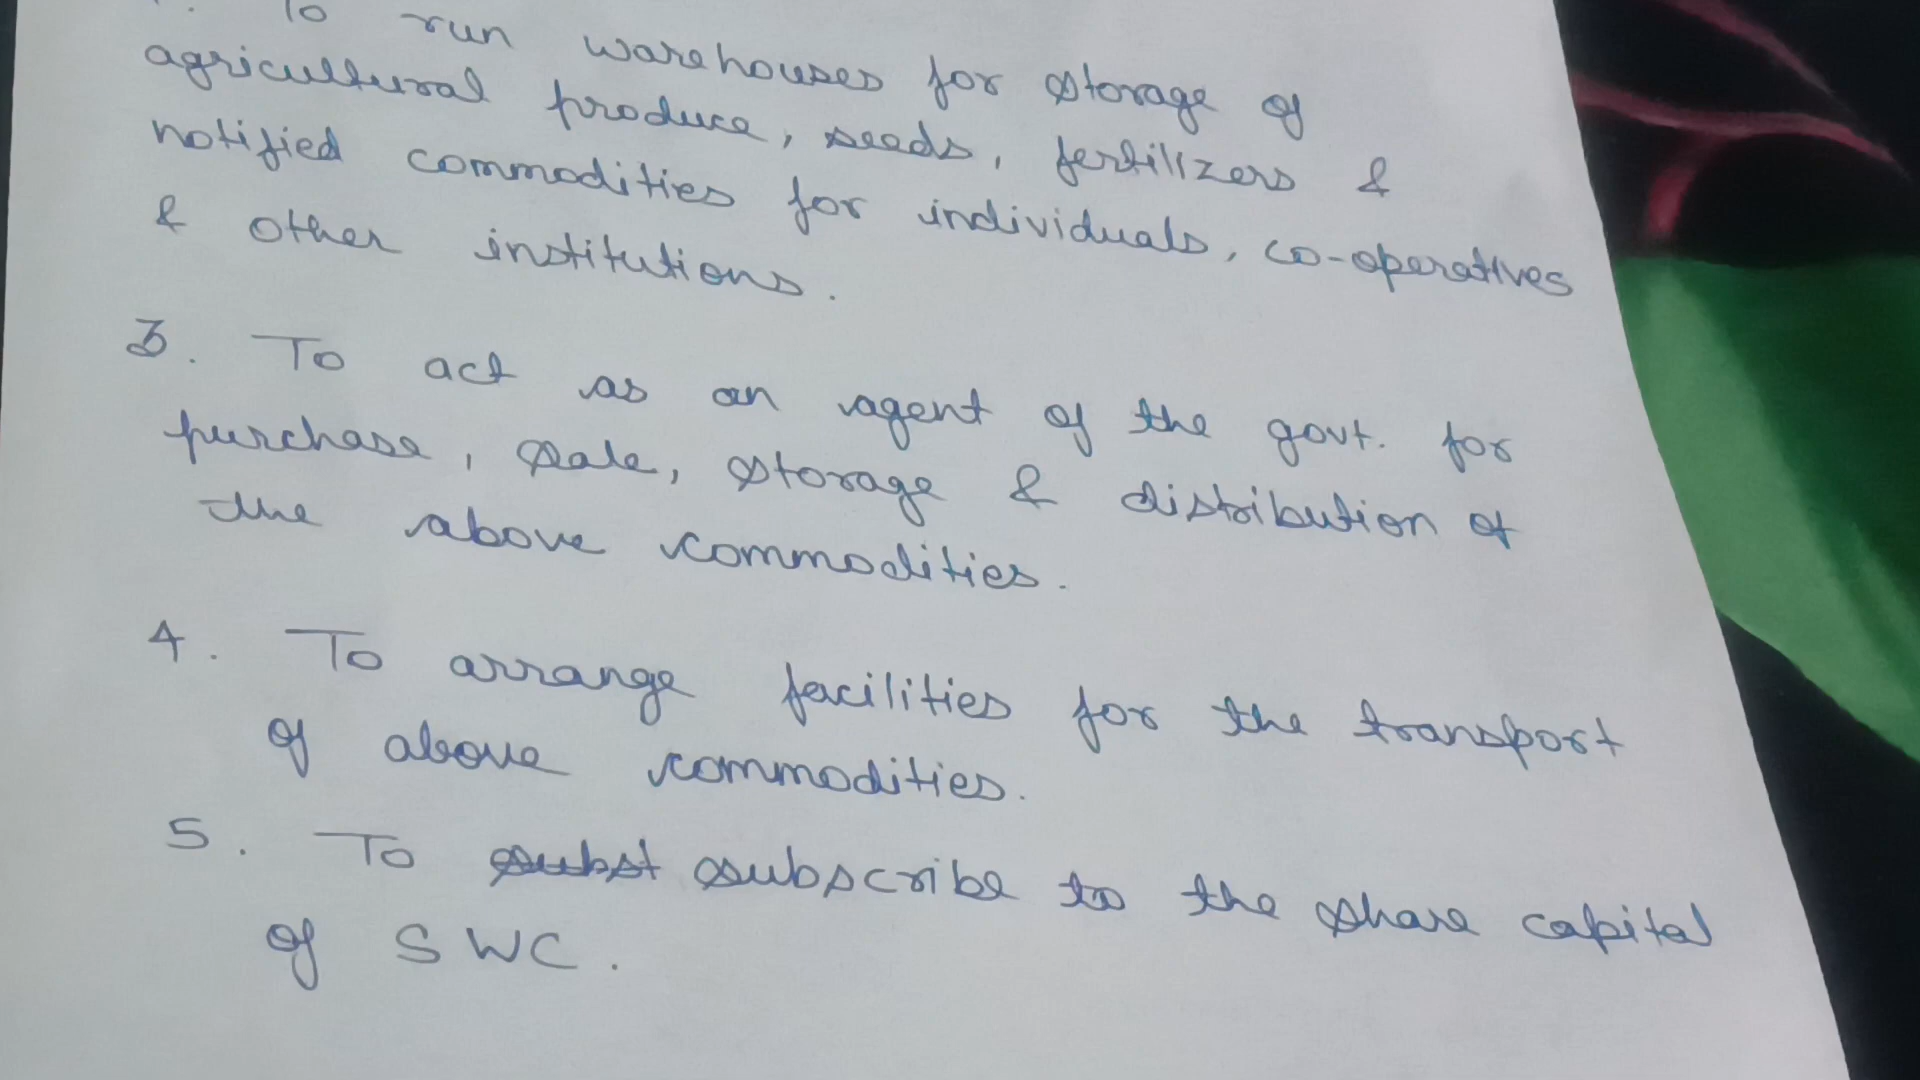 To run warehouses for storage of
agricultural produce, seeds, fertilizers &
notified commodities for individuals, co-operatives
& other institutions.
3. To act as an agent of the govt. for
purchase, sale, storage & distribution of
the above commodities.
4. To arrange facilities for the transport
of above commodities.
5. To subst subscribe to the share capital
of SWC.